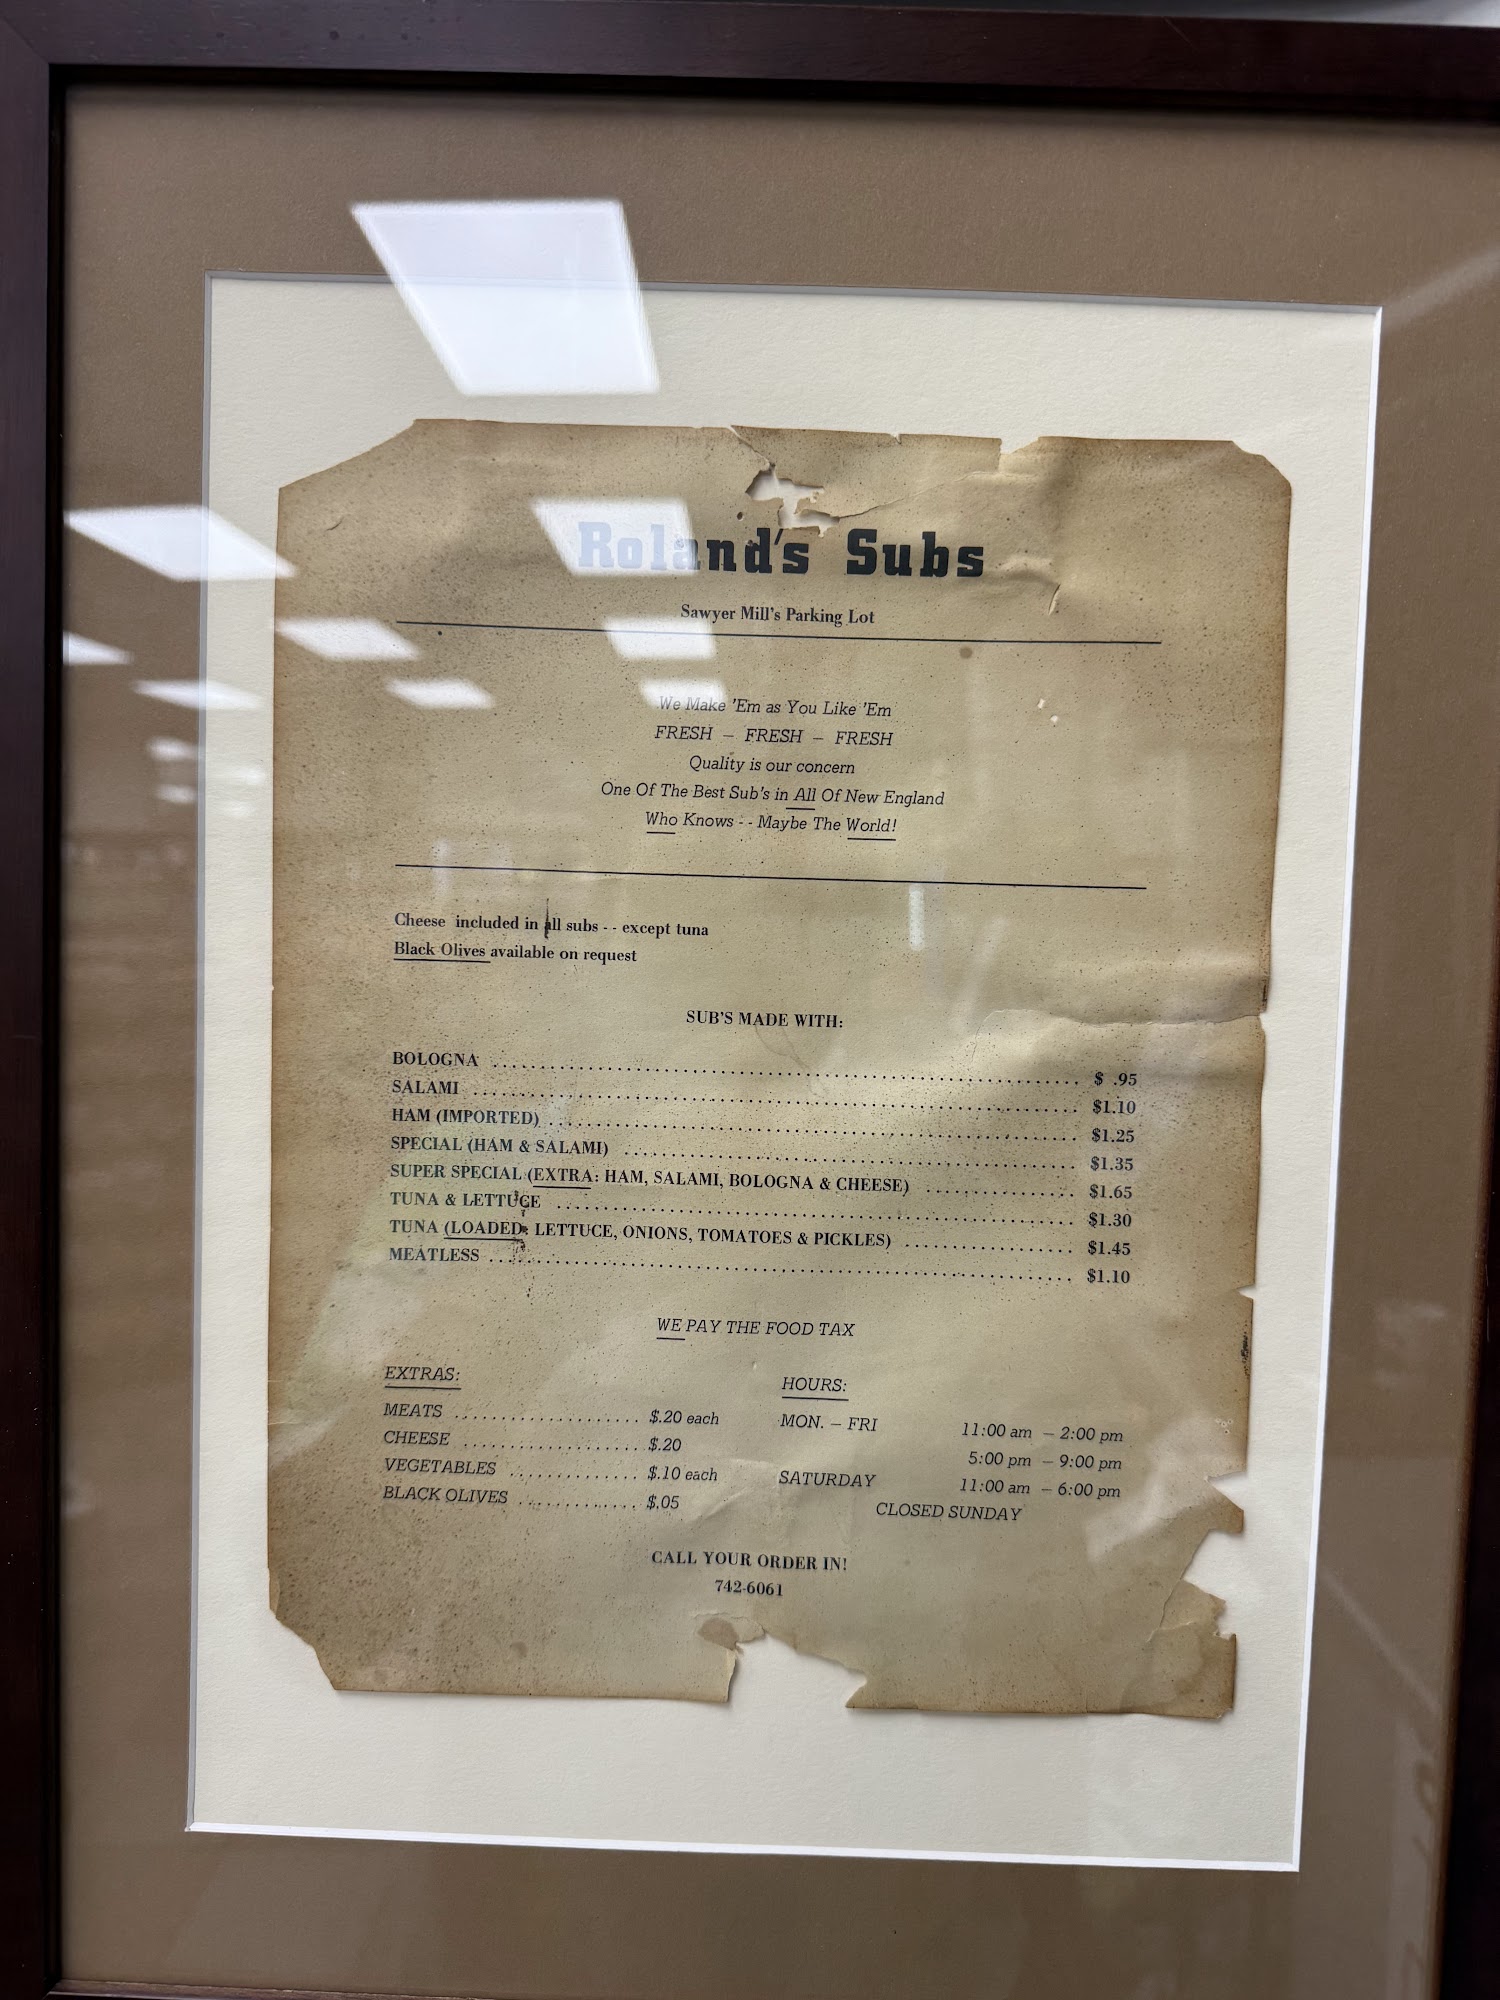 Roland's Subs
Sawyer Mill's Parking Lot
We Make 'Em as You Like 'Em
FRESH – FRESH – FRESH
Quality is our concern
One Of The Best Sub's in All Of New England
Who Knows - - Maybe The World!
Cheese included in all subs - - except tuna
Black Olives available on request
SUB'S MADE WITH:
BOLOGNA ........................................ $ .95
SALAMI ........................................ $1.10
HAM (IMPORTED) ........................................ $1.25
SPECIAL (HAM & SALAMI) ........................................ $1.35
SUPER SPECIAL (EXTRA: HAM, SALAMI, BOLOGNA & CHEESE) .............. $1.65
TUNA & LETTUCE ........................................ $1.30
TUNA (LOADED: LETTUCE, ONIONS, TOMATOES & PICKLES) ................ $1.45
MEATLESS ........................................ $1.10
WE PAY THE FOOD TAX
EXTRAS:
MEATS ..................... $.20 each
CHEESE .................... $.20
VEGETABLES .............. $.10 each
BLACK OLIVES ............. $.05
HOURS:
MON. – FRI 11:00 am – 2:00 pm
5:00 pm – 9:00 pm
SATURDAY 11:00 am – 6:00 pm
CLOSED SUNDAY
CALL YOUR ORDER IN!
742-6061